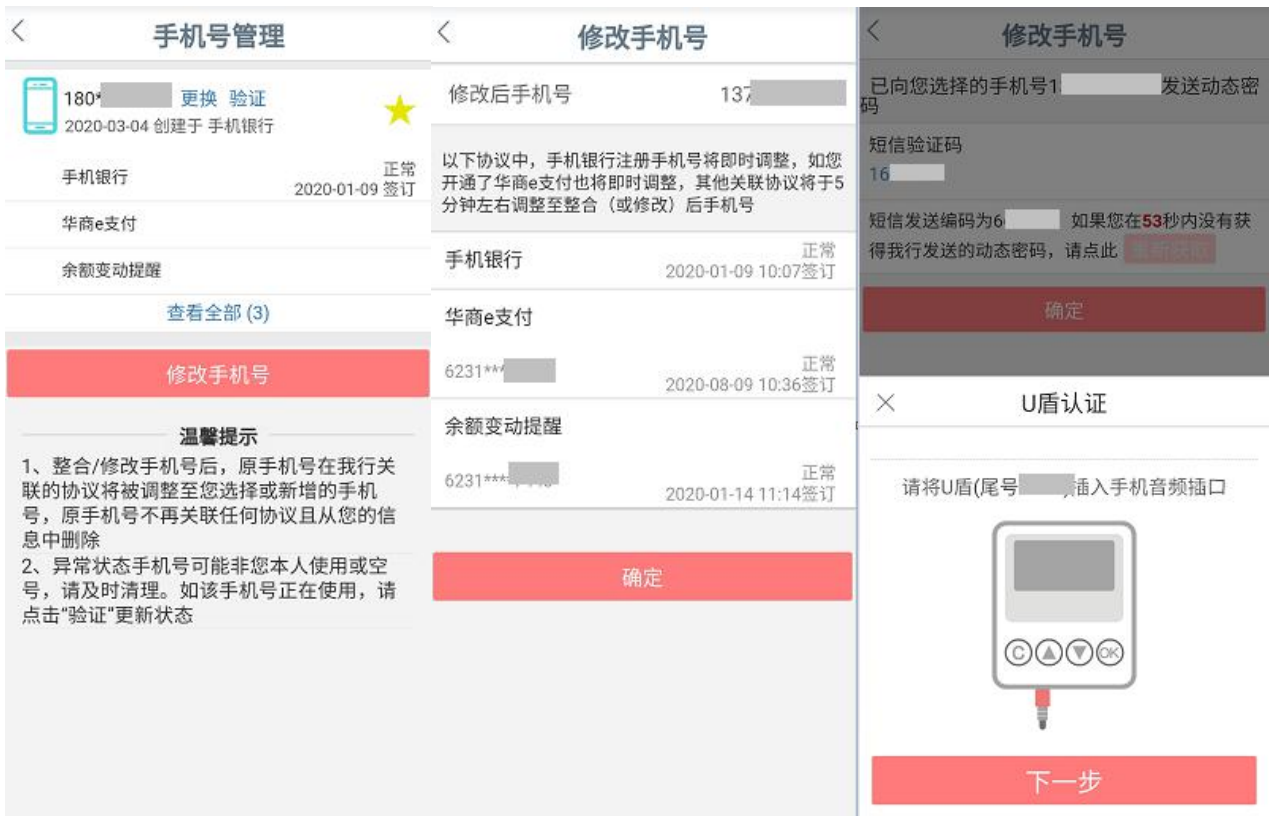 手机号管理
180*
更换 验证
2020-03-04 创建于 手机银行
手机银行
正常
2020-01-09 签订
华商e支付
余额变动提醒
查看全部 (3)
修改手机号
温馨提示
1、整合/修改手机号后，原手机号在我行关
联的协议将被调整至您选择或新增的手机
号，原手机号不再关联任何协议且从您的信
息中删除
2、异常状态手机号可能非您本人使用或空
号，请及时清理。如该手机号正在使用，请
点击“验证”更新状态
修改手机号
修改后手机号
137
以下协议中，手机银行注册手机号将即时调整，如您
开通了华商e支付也将即时调整，其他关联协议将于5
分钟左右调整至整合（或修改）后手机号
手机银行
正常
2020-01-09 10:07签订
华商e支付
6231***
正常
2020-08-09 10:36签订
余额变动提醒
6231***
正常
2020-01-14 11:14签订
确定
修改手机号
已向您选择的手机号1 发送动态密
码
短信验证码
16
短信发送编码为6 如果您在53秒内没有获
得我行发送的动态密码，请点此 重新获取
确定
U盾认证
请将U盾(尾号 插入手机音频插口
C
OK
下一步